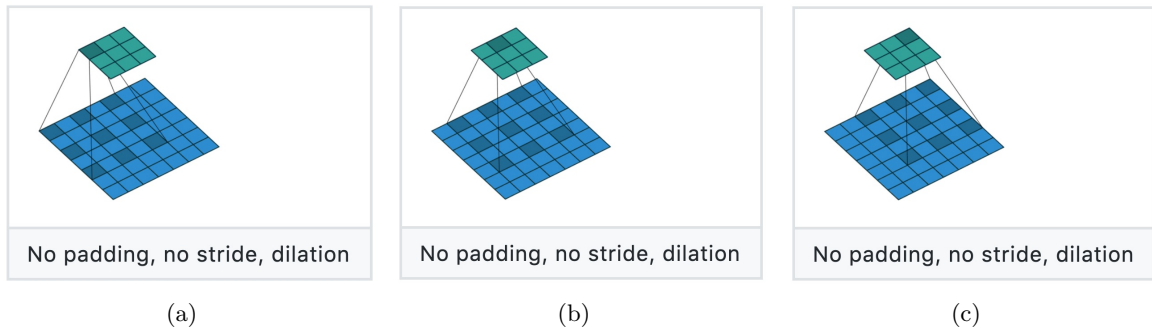 No padding, no stride, dilation
No padding, no stride, dilation
No padding, no stride, dilation
(a)
(b)
(c)